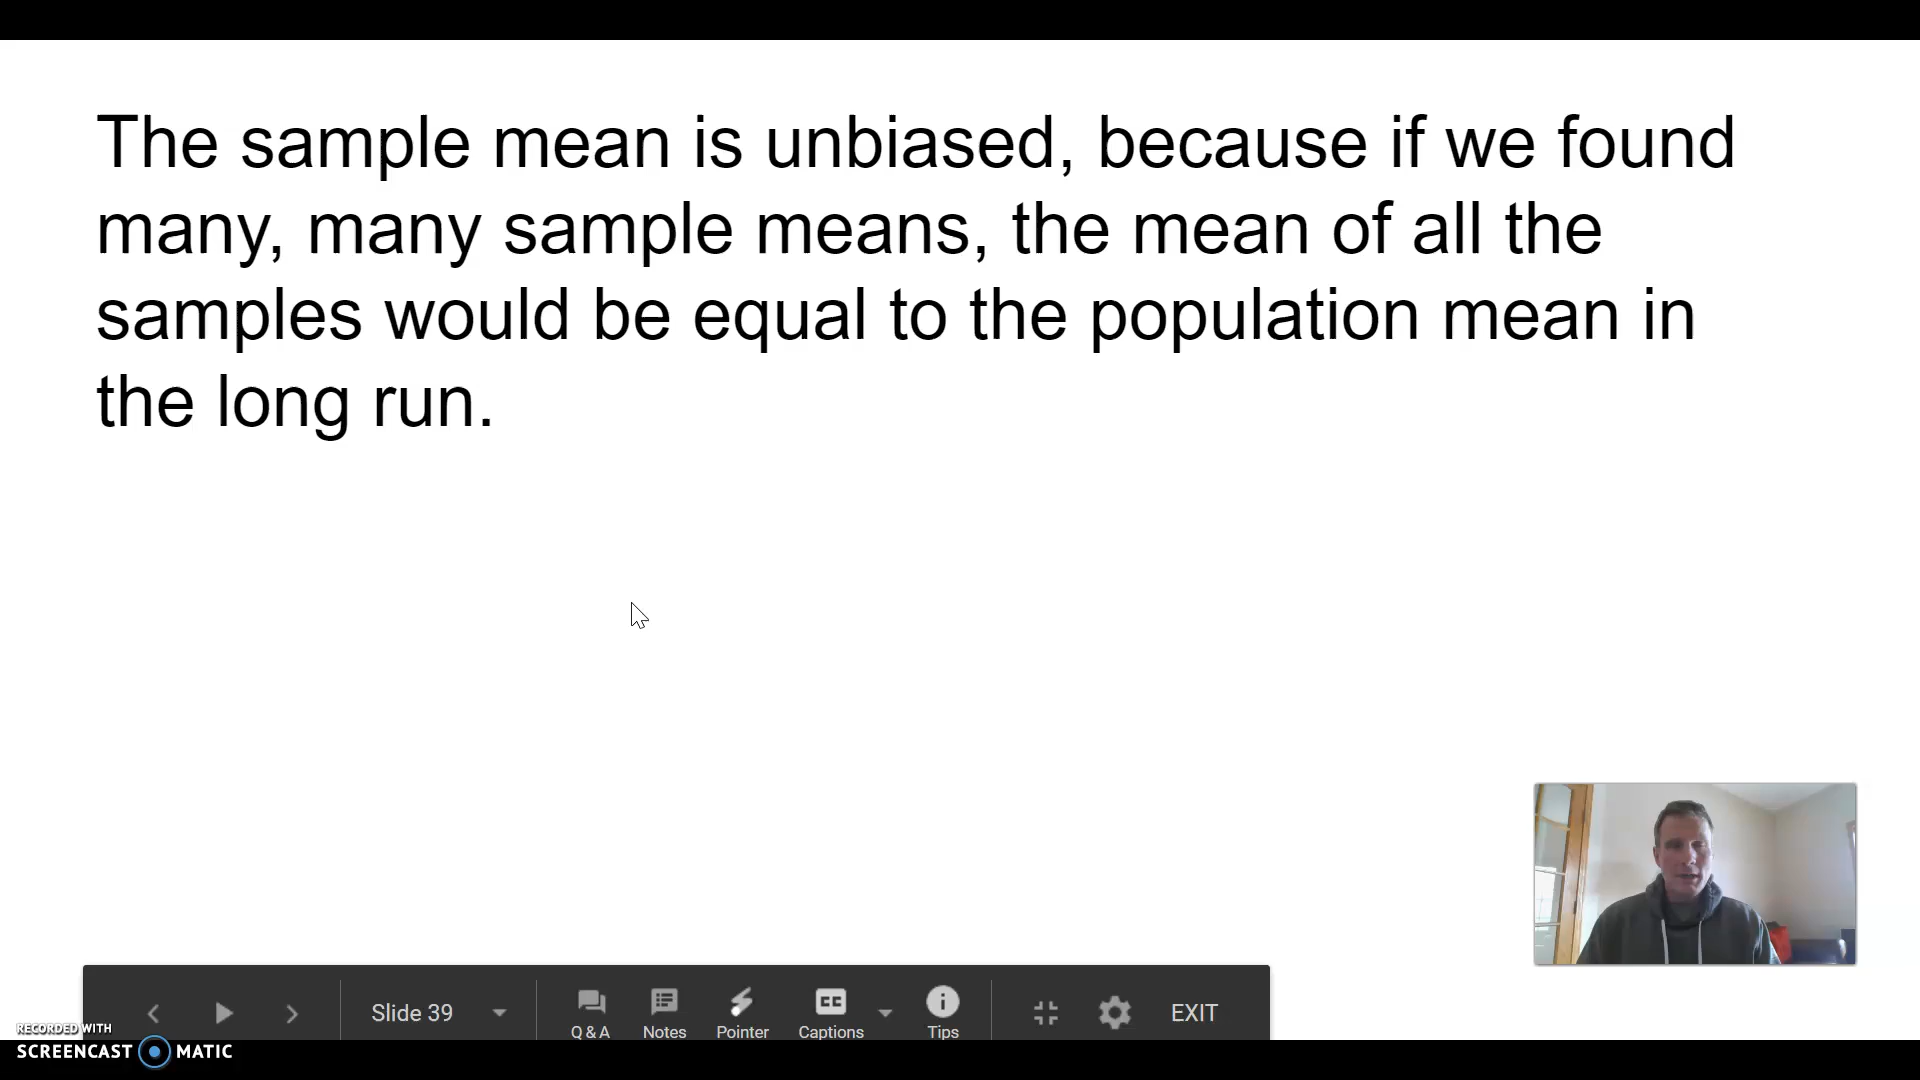 The sample mean is unbiased, because if we found
many, many sample means, the mean of all the
samples would be equal to the population mean in
the long run.
Slide 39
Q & A
Notes
Pointer
CC
Captions
Tips
EXIT
RECORDED WITH
SCREENCAST MATIC